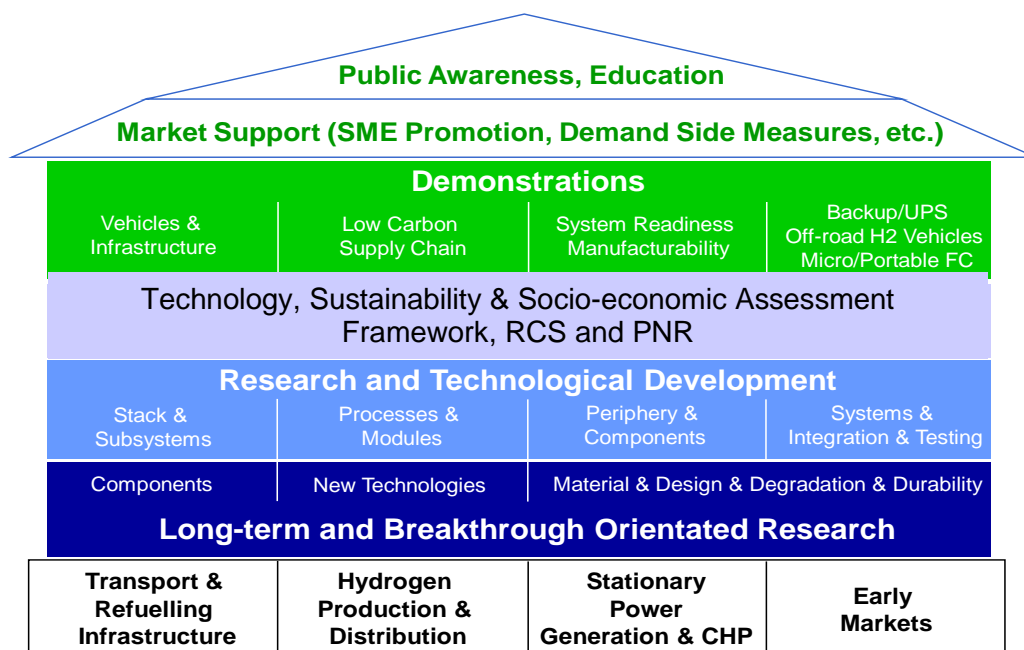 Public Awareness, Education
Market Support (SME Promotion, Demand Side Measures, etc.)
Demonstrations
Vehicles &
Infrastructure
Low Carbon
Supply Chain
System Readiness
Manufacturability
Backup/UPS
Off-road H2 Vehicles
Micro/Portable FC
Technology, Sustainability & Socio-economic Assessment
Framework, RCS and PNR
Research and Technological Development
Stack &
Subsystems
Processes &
Modules
Periphery &
Components
Systems &
Integration & Testing
Components
New Technologies
Material & Design & Degradation & Durability
Long-term and Breakthrough Orientated Research
Transport &
Refuelling
Infrastructure
Hydrogen
Production &
Distribution
Stationary
Power
Generation & CHP
Early
Markets